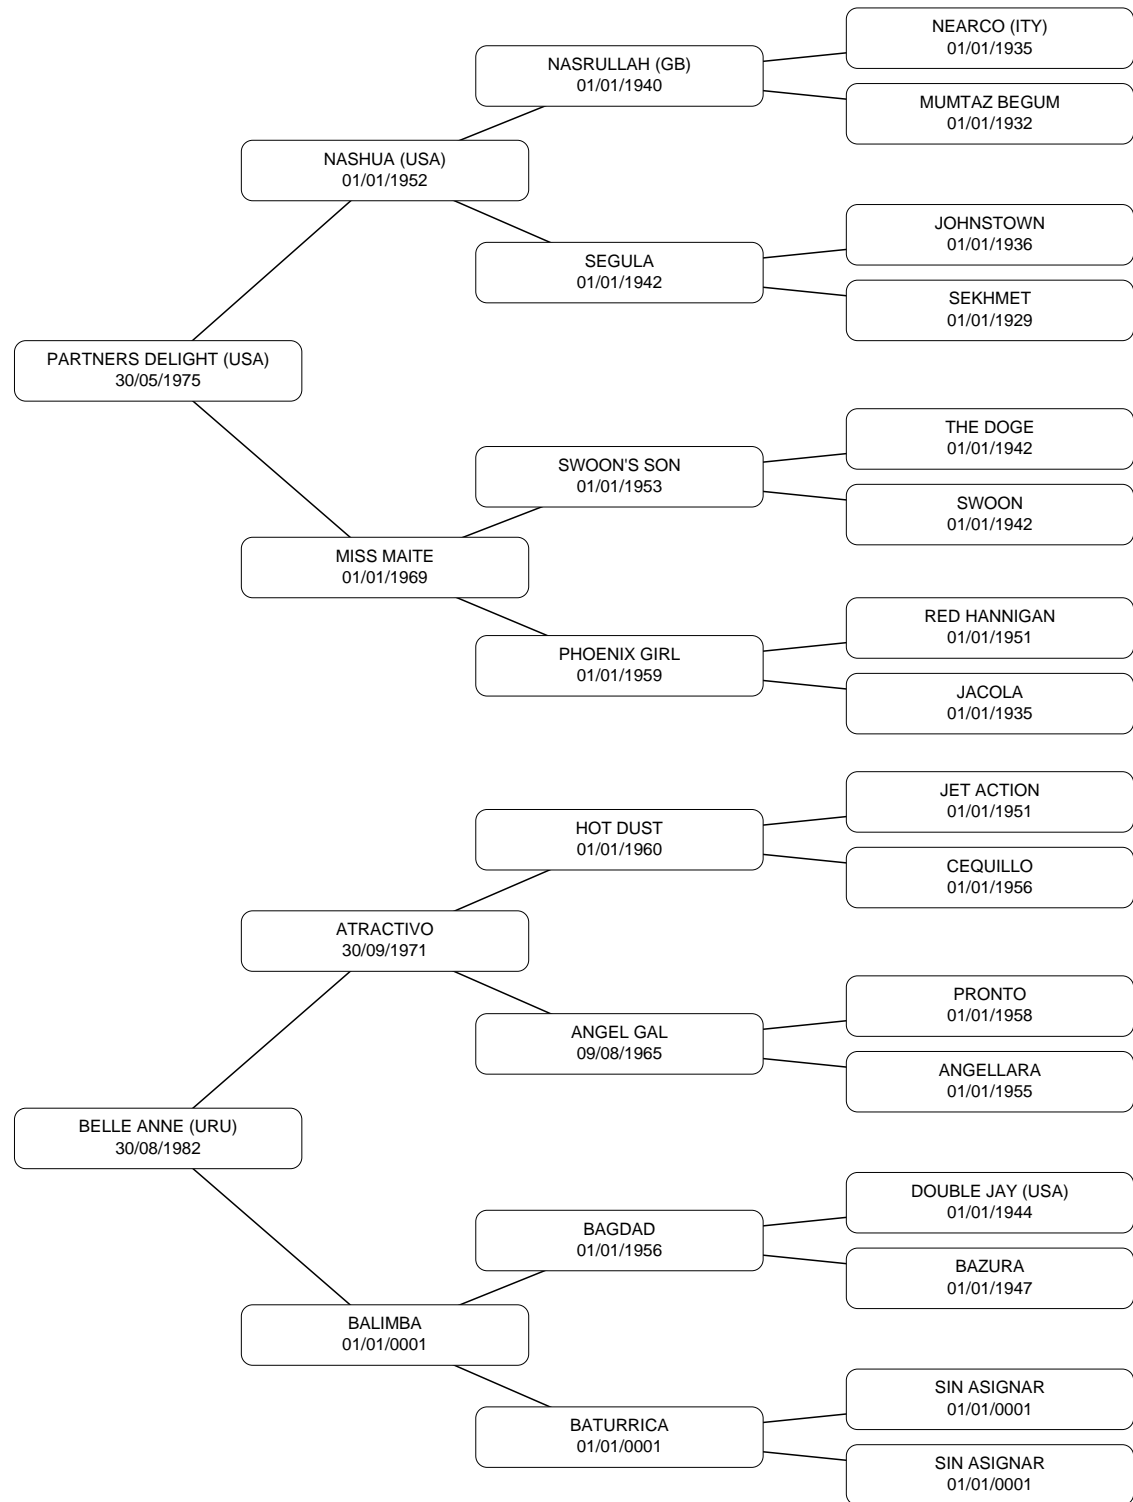 NEARCO (ITY)
01/01/1935
NASRULLAH (GB)
01/01/1940
MUMTAZ BEGUM
01/01/1932
NASHUA (USA)
01/01/1952
JOHNSTOWN
01/01/1936
SEGULA
01/01/1942
SEKHMET
01/01/1929
PARTNERS DELIGHT (USA)
30/05/1975
THE DOGE
01/01/1942
SWOON'S SON
01/01/1953
SWOON
01/01/1942
MISS MAITE
01/01/1969
RED HANNIGAN
01/01/1951
PHOENIX GIRL
01/01/1959
JACOLA
01/01/1935
JET ACTION
01/01/1951
HOT DUST
01/01/1960
CEQUILLO
01/01/1956
ATRACTIVO
30/09/1971
PRONTO
01/01/1958
ANGEL GAL
09/08/1965
ANGELLARA
01/01/1955
BELLE ANNE (URU)
30/08/1982
DOUBLE JAY (USA)
01/01/1944
BAGDAD
01/01/1956
BAZURA
01/01/1947
BALIMBA
01/01/0001
SIN ASIGNAR
01/01/0001
BATURRICA
01/01/0001
SIN ASIGNAR
01/01/0001